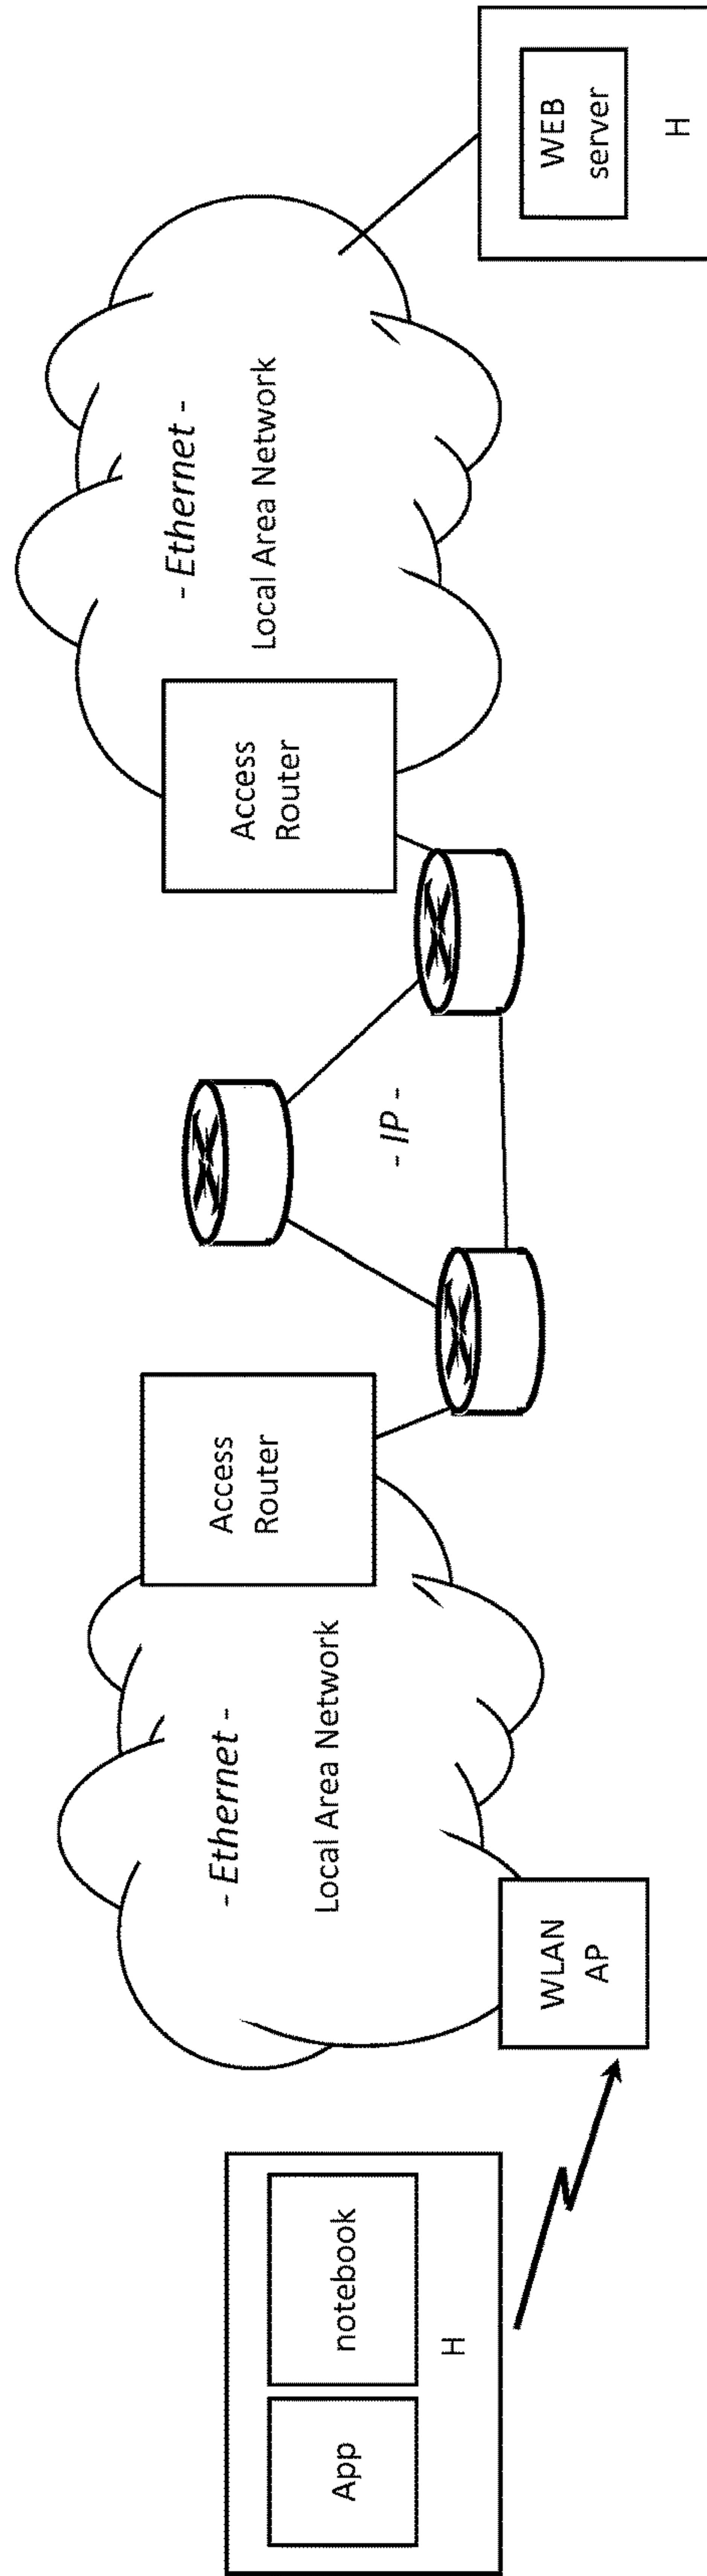 App
notebook
H
WLAN
AP
- Ethernet -
Local Area Network
Access
Router
- IP -
Access
Router
- Ethernet -
Local Area Network
WEB
server
H